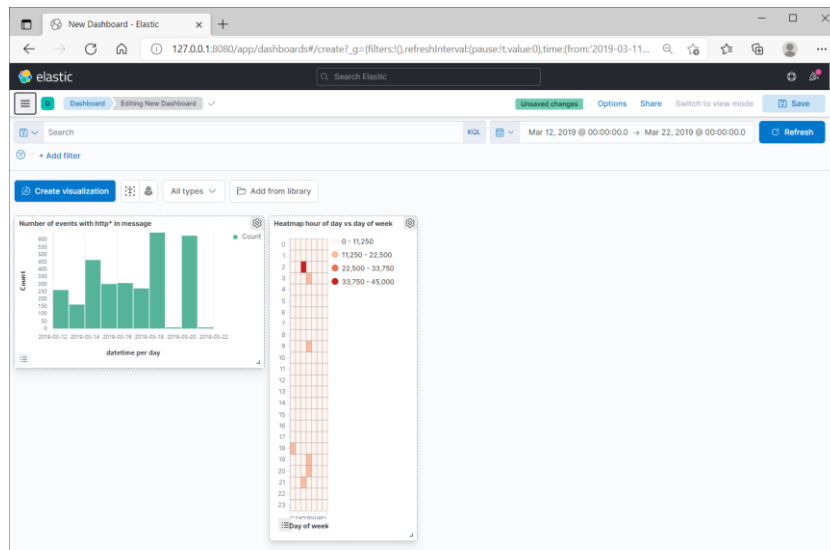 New Dashboard - Elastic
127.0.0.1:8080/app/dashboards#/create?_g=(filters:!(),refreshInterval:(pause:!t,value:0),time:(from:'2019-03-11...
elastic
Search Elastic
D Dashboard Editing New Dashboard Unsaved changes Options Share Switch to view mode Save
Search KQL Mar 12, 2019 @ 00:00:00.0 → Mar 22, 2019 @ 00:00:00.0 Refresh
+ Add filter
Create visualization All types Add from library
Number of events with http* in message
Count
600
550
500
450
400
350
300
250
200
150
100
50
0
2019-03-12 2019-03-14 2019-03-16 2019-03-18 2019-03-20 2019-03-22
datetime per day
Count
Heatmap hour of day vs day of week
0
1
2
3
4
5
6
7
8
9
10
11
12
13
14
15
16
17
18
19
20
21
22
23
Day of week
0 - 11,250
11,250 - 22,500
22,500 - 33,750
33,750 - 45,000